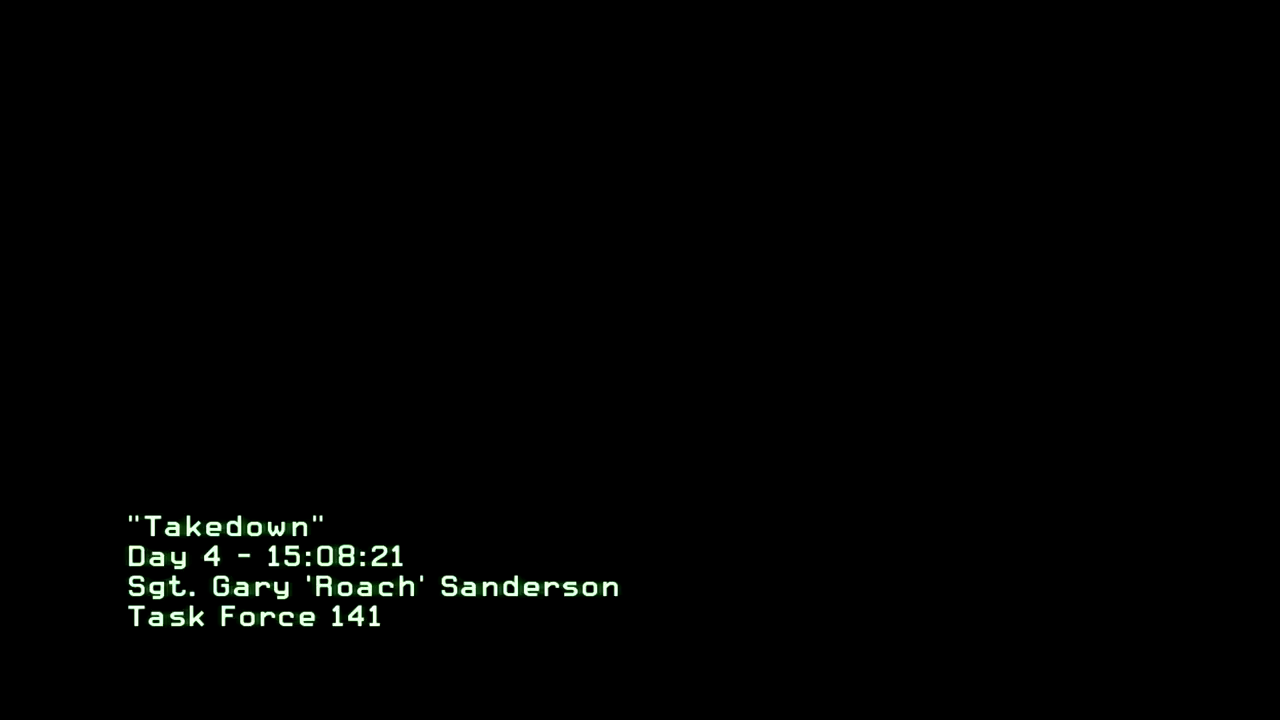 "Takedown"
Day 4 - 15:08:21
Sgt. Gary 'Roach' Sanderson
Task Force 141